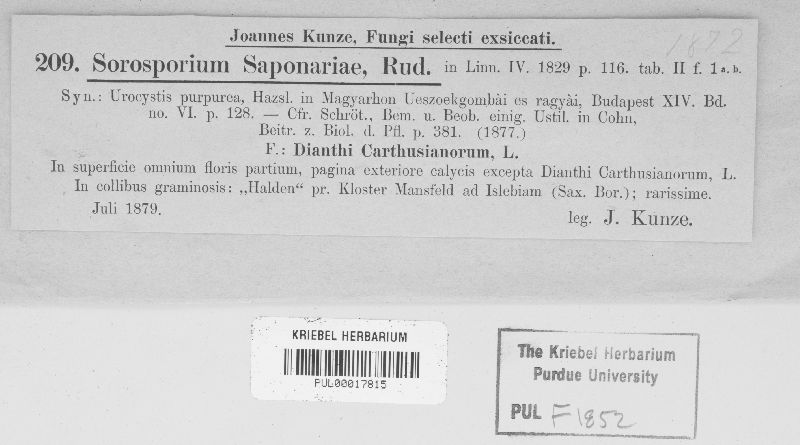 Joannes Kunze, Fungi selecti exsiccati.
1872
209. Sorosporium Saponariae, Rud. in Linn. IV. 1829 p. 116. tab. II f. 1 a. b.
Syn.: Urocystis purpurea, Hazsl. in Magyarhon Ueszoekgombài es ragyài, Budapest XIV. Bd.
no. VI. p. 128. — Cfr. Schröt., Bem. u. Beob. einig. Ustil. in Cohn,
Beitr. z. Biol. d. Pfl. p. 381. (1877.)
F.: Dianthi Carthusianorum, L.
In superficie omnium floris partium, pagina exteriore calycis excepta Dianthi Carthusianorum, L.
In collibus graminosis: „Halden“ pr. Kloster Mansfeld ad Islebiam (Sax. Bor.); rarissime.
Juli 1879.
leg. J. Kunze.
KRIEBEL HERBARIUM
PUL00017815
The Kriebel Herbarium
Purdue University
PUL F1852